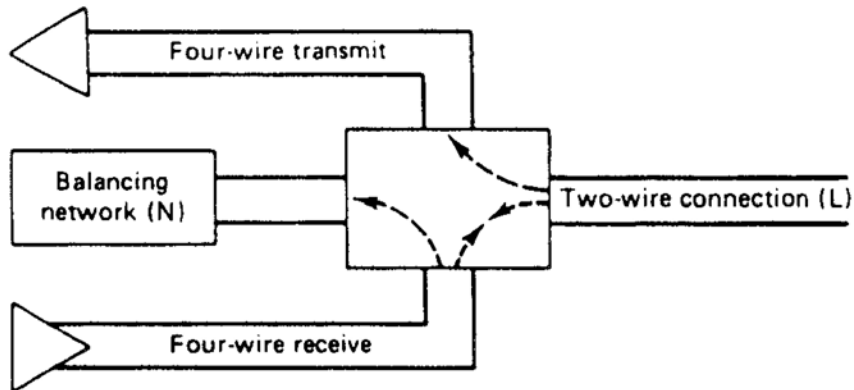 Four-wire transmit
Balancing
network (N)
Two-wire connection (L)
Four-wire receive